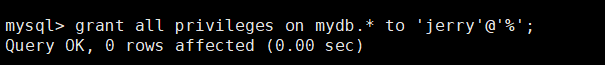 mysql> grant all privileges on mydb.* to 'jerry'@'%';
Query OK, 0 rows affected (0.00 sec)